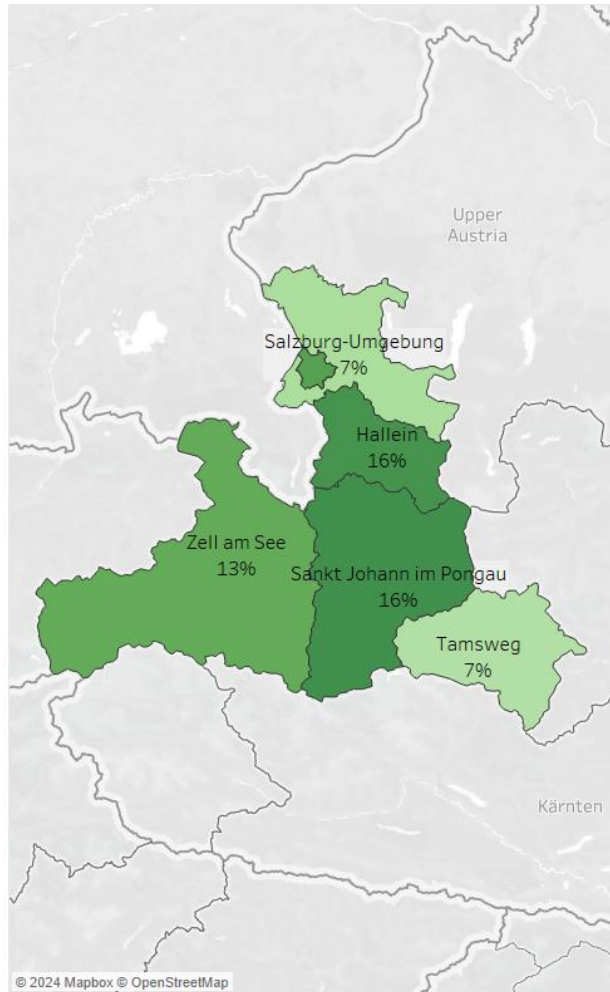 Upper
Austria
Salzburg-Umgebung
7%
Hallein
16%
Zell am See
13%
Sankt Johann im Pongau
16%
Tamsweg
7%
Kärnten
© 2024 Mapbox © OpenStreetMap